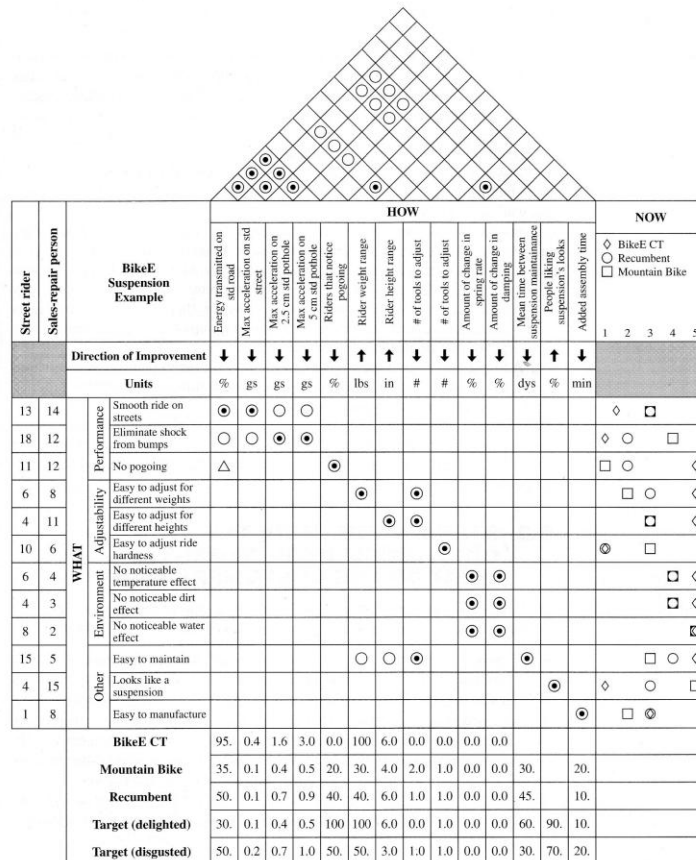 HOW
NOW
Street rider
Sales-repair person
BikeE
Suspension
Example
Energy transmitted on
std road
Max acceleration on std
street
Max acceleration on
2.5 cm std pothole
Max acceleration on
5 cm std pothole
Riders that notice
pogoing
Rider weight range
Rider height range
# of tools to adjust
# of tools to adjust
Amount of change in
spring rate
Amount of change in
damping
Mean time between
suspension maintainance
People liking
suspension's looks
Added assembly time
◇ BikeE CT
○ Recumbent
□ Mountain Bike
1 2 3 4 5
Direction of Improvement ↓ ↓ ↓ ↓ ↓ ↑ ↑ ↓ ↓ ↓ ↓ ↓ ↑ ↓
Units % gs gs gs % lbs in # # % % dys % min
WHAT
Performance
13 14 Smooth ride on
streets
18 12 Eliminate shock
from bumps
11 12 No pogoing
Adjustability
6 8 Easy to adjust for
different weights
4 11 Easy to adjust for
different heights
10 6 Easy to adjust ride
hardness
Environment
6 4 No noticeable
temperature effect
4 3 No noticeable dirt
effect
8 2 No noticeable water
effect
Other
15 5 Easy to maintain
4 15 Looks like a
suspension
1 8 Easy to manufacture
BikeE CT 95. 0.4 1.6 3.0 0.0 100 6.0 0.0 0.0 0.0 0.0
Mountain Bike 35. 0.1 0.4 0.5 20. 30. 4.0 2.0 1.0 0.0 0.0 30. 20.
Recumbent 50. 0.1 0.7 0.9 40. 40. 6.0 1.0 1.0 0.0 0.0 45. 10.
Target (delighted) 30. 0.1 0.4 0.5 100 100 6.0 0.0 1.0 0.0 0.0 60. 90. 10.
Target (disgusted) 50. 0.2 0.7 1.0 50. 50. 3.0 1.0 1.0 0.0 0.0 30. 70. 20.